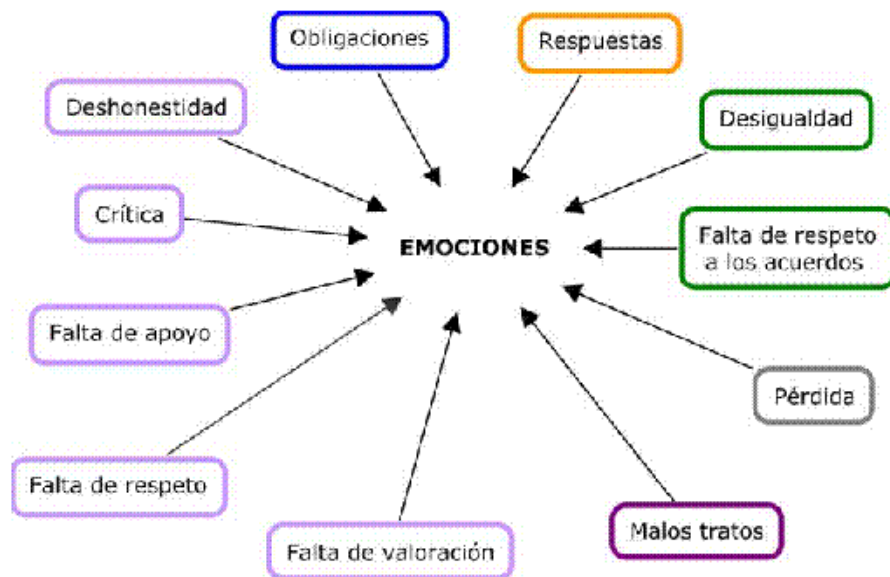 Obligaciones
Respuestas
Deshonestidad
Desigualdad
Crítica
EMOCIONES
Falta de respeto
a los acuerdos
Falta de apoyo
Pérdida
Falta de respeto
Malos tratos
Falta de valoración